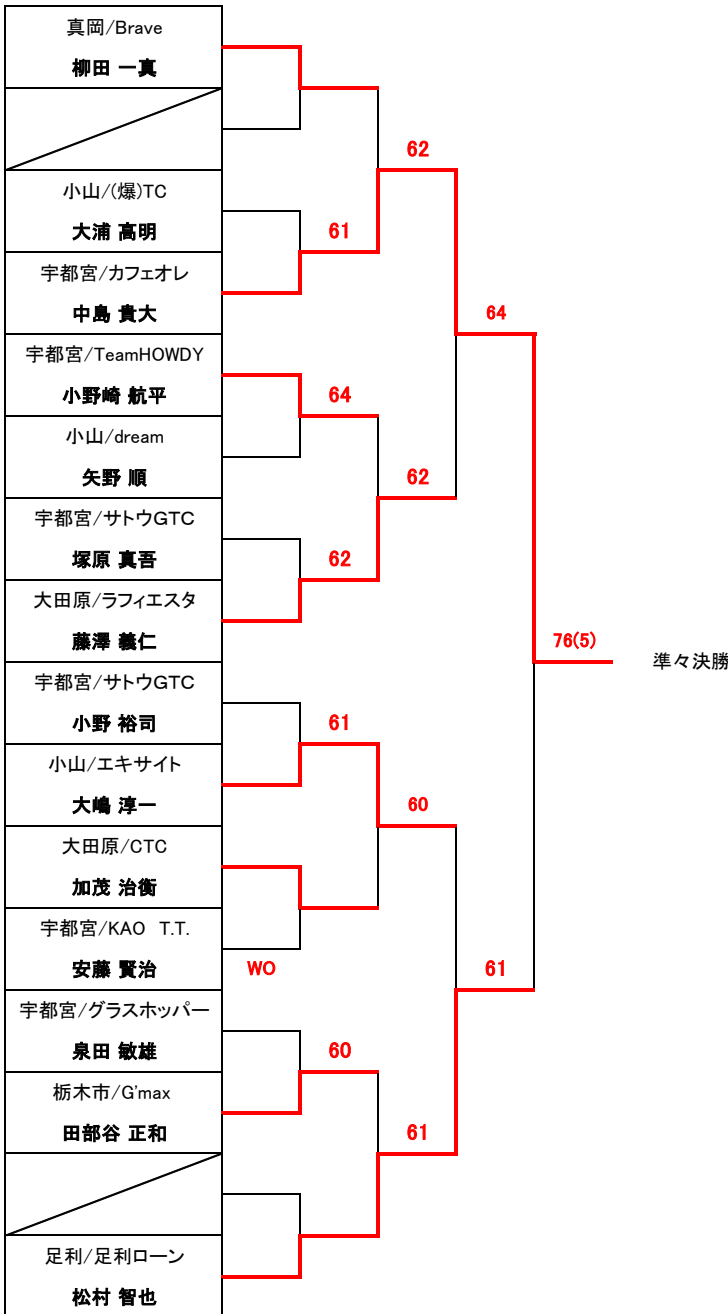 真岡/Brave
柳田 一真
62
小山/(爆)TC
大浦 高明
61
宇都宮/カフェオレ
中島 貴大
64
宇都宮/TeamHOWDY
小野崎 航平
64
小山/dream
矢野 順
62
宇都宮/サトウGTC
塚原 真吾
62
大田原/ラフィエスタ
藤澤 義仁
76(5)
準々決勝
宇都宮/サトウGTC
小野 裕司
61
小山/エキサイト
大嶋 淳一
60
大田原/CTC
加茂 治衡
宇都宮/KAO T.T.
安藤 賢治
WO
61
宇都宮/グラスホッパー
泉田 敏雄
60
栃木市/G'max
田部谷 正和
61
足利/足利ローン
松村 智也